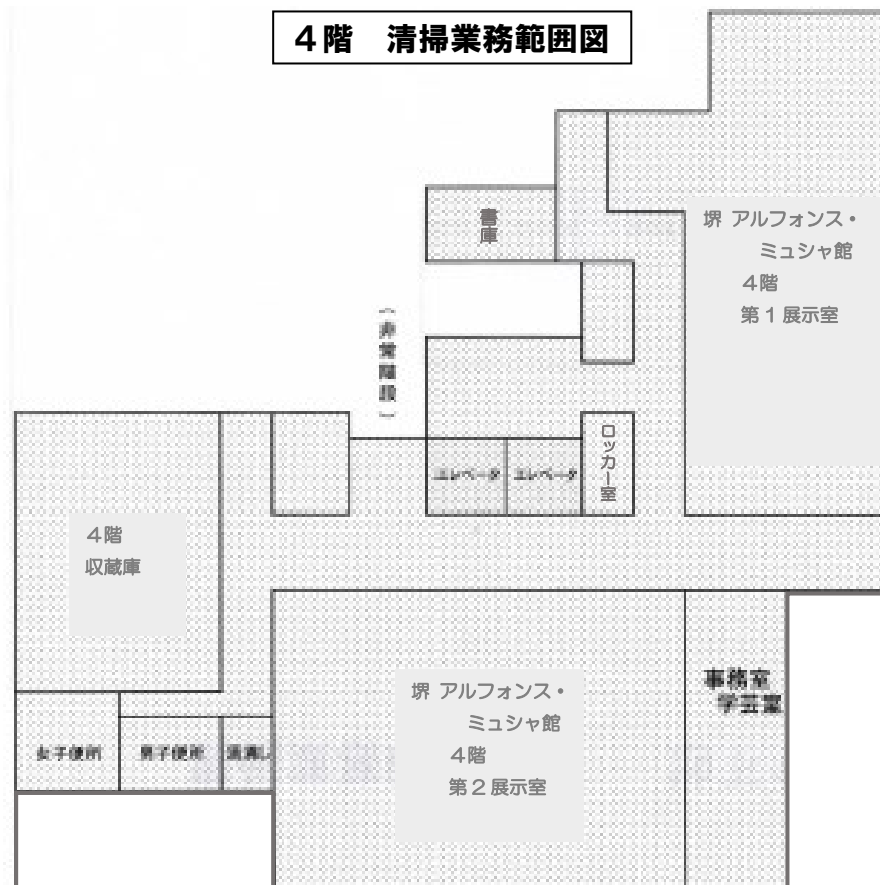 4階　清掃業務範囲図
書庫
堺 アルフォンス・
ミュシャ館
4階
第1展示室
（非常階段）
ロッカー室
エレベータ
エレベータ
4階
収蔵庫
事務室
学芸室
堺 アルフォンス・
ミュシャ館
4階
第2展示室
女子便所
男子便所